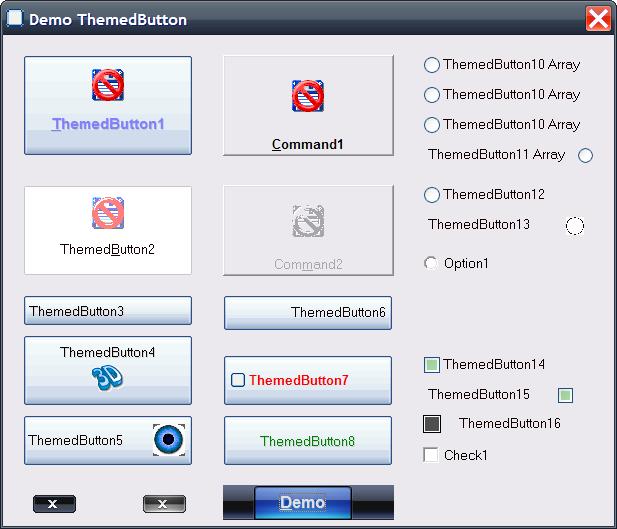 Demo ThemedButton
ThemedButton1
Command1
ThemedButton10 Array
ThemedButton10 Array
ThemedButton10 Array
ThemedButton11 Array
ThemedButton2
Command2
ThemedButton12
ThemedButton13
Option1
ThemedButton3
ThemedButton6
ThemedButton4
3D
ThemedButton7
ThemedButton14
ThemedButton15
ThemedButton5
ThemedButton8
ThemedButton16
Check1
x
x
Demo